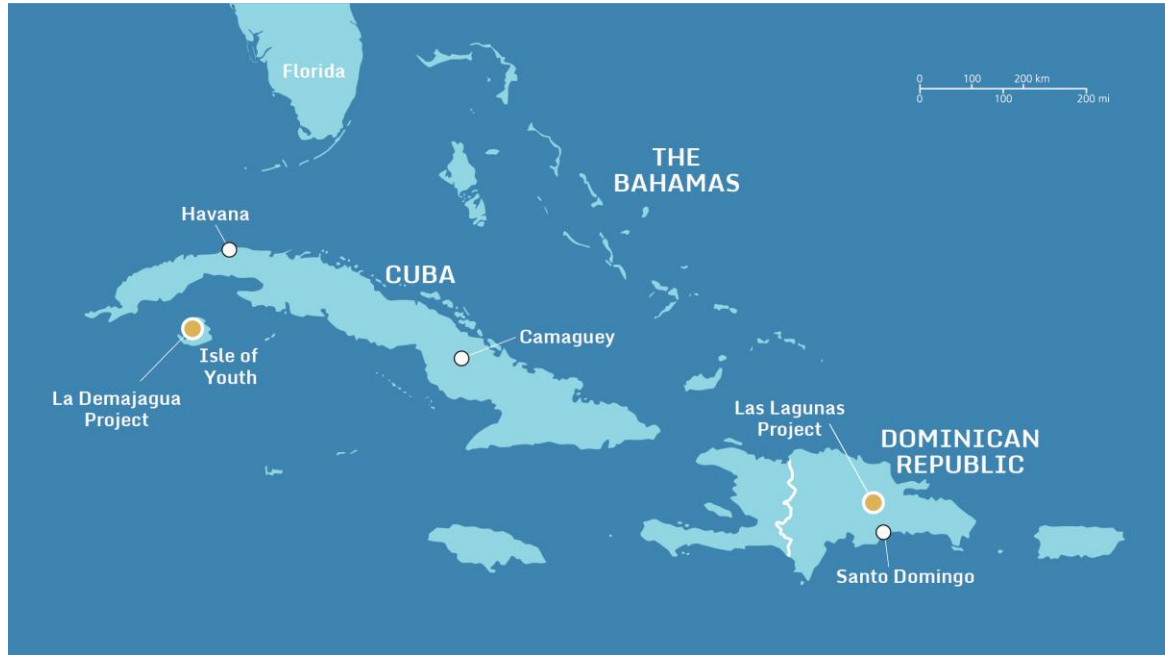 Florida
0 100 200 km
0 100 200 mi
THE
BAHAMAS
Havana
CUBA
Camaguey
Isle of
Youth
La Demajagua
Project
Las Lagunas
Project
DOMINICAN
REPUBLIC
Santo Domingo